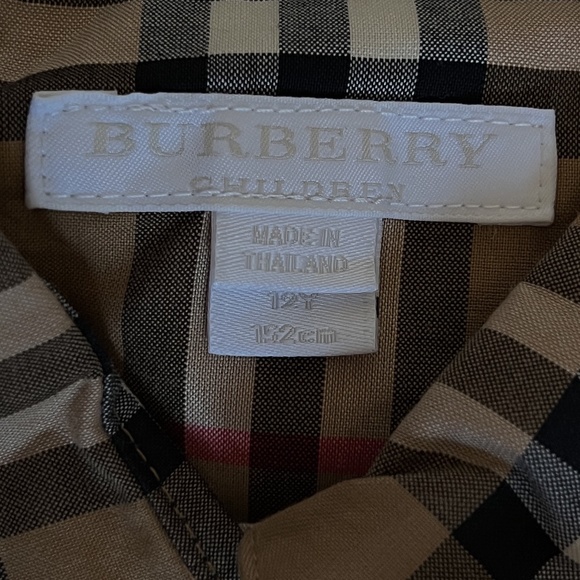 BURBERRY
CHILDREN
MADE IN
THAILAND
12Y
152cm